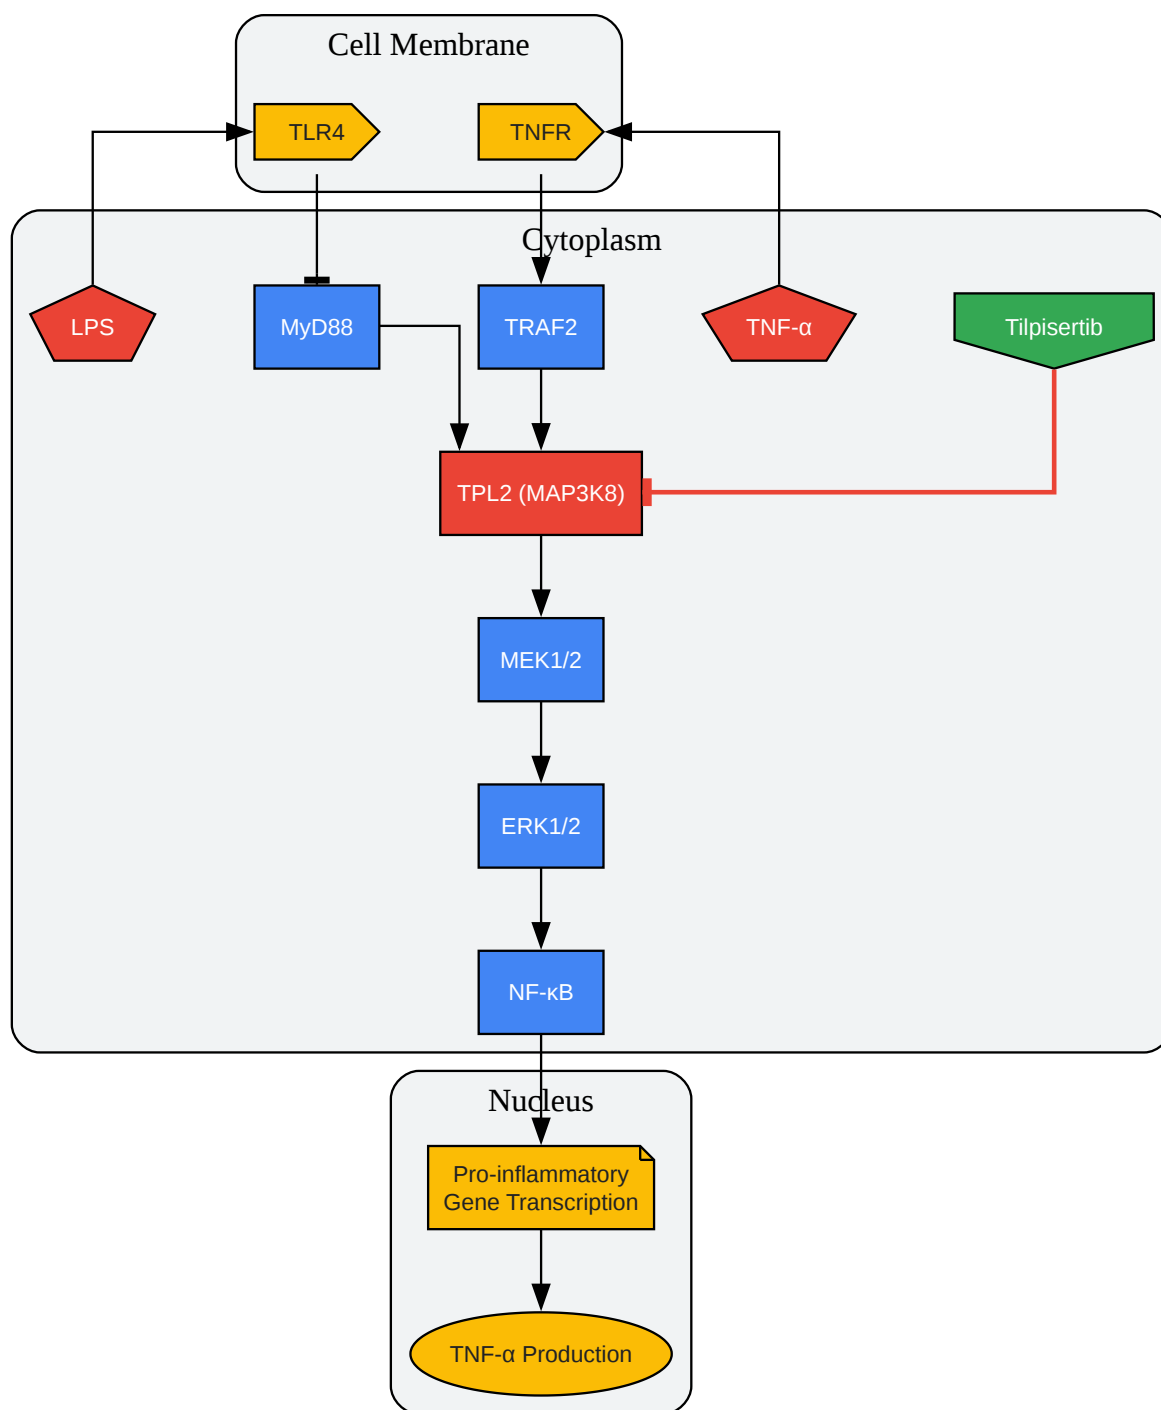 Cell Membrane
TLR4
TNFR
Cytoplasm
LPS
MyD88
TRAF2
TNF-α
Tilpisertib
TPL2 (MAP3K8)
MEK1/2
ERK1/2
NF-κB
Nucleus
Pro-inflammatory
Gene Transcription
TNF-α Production